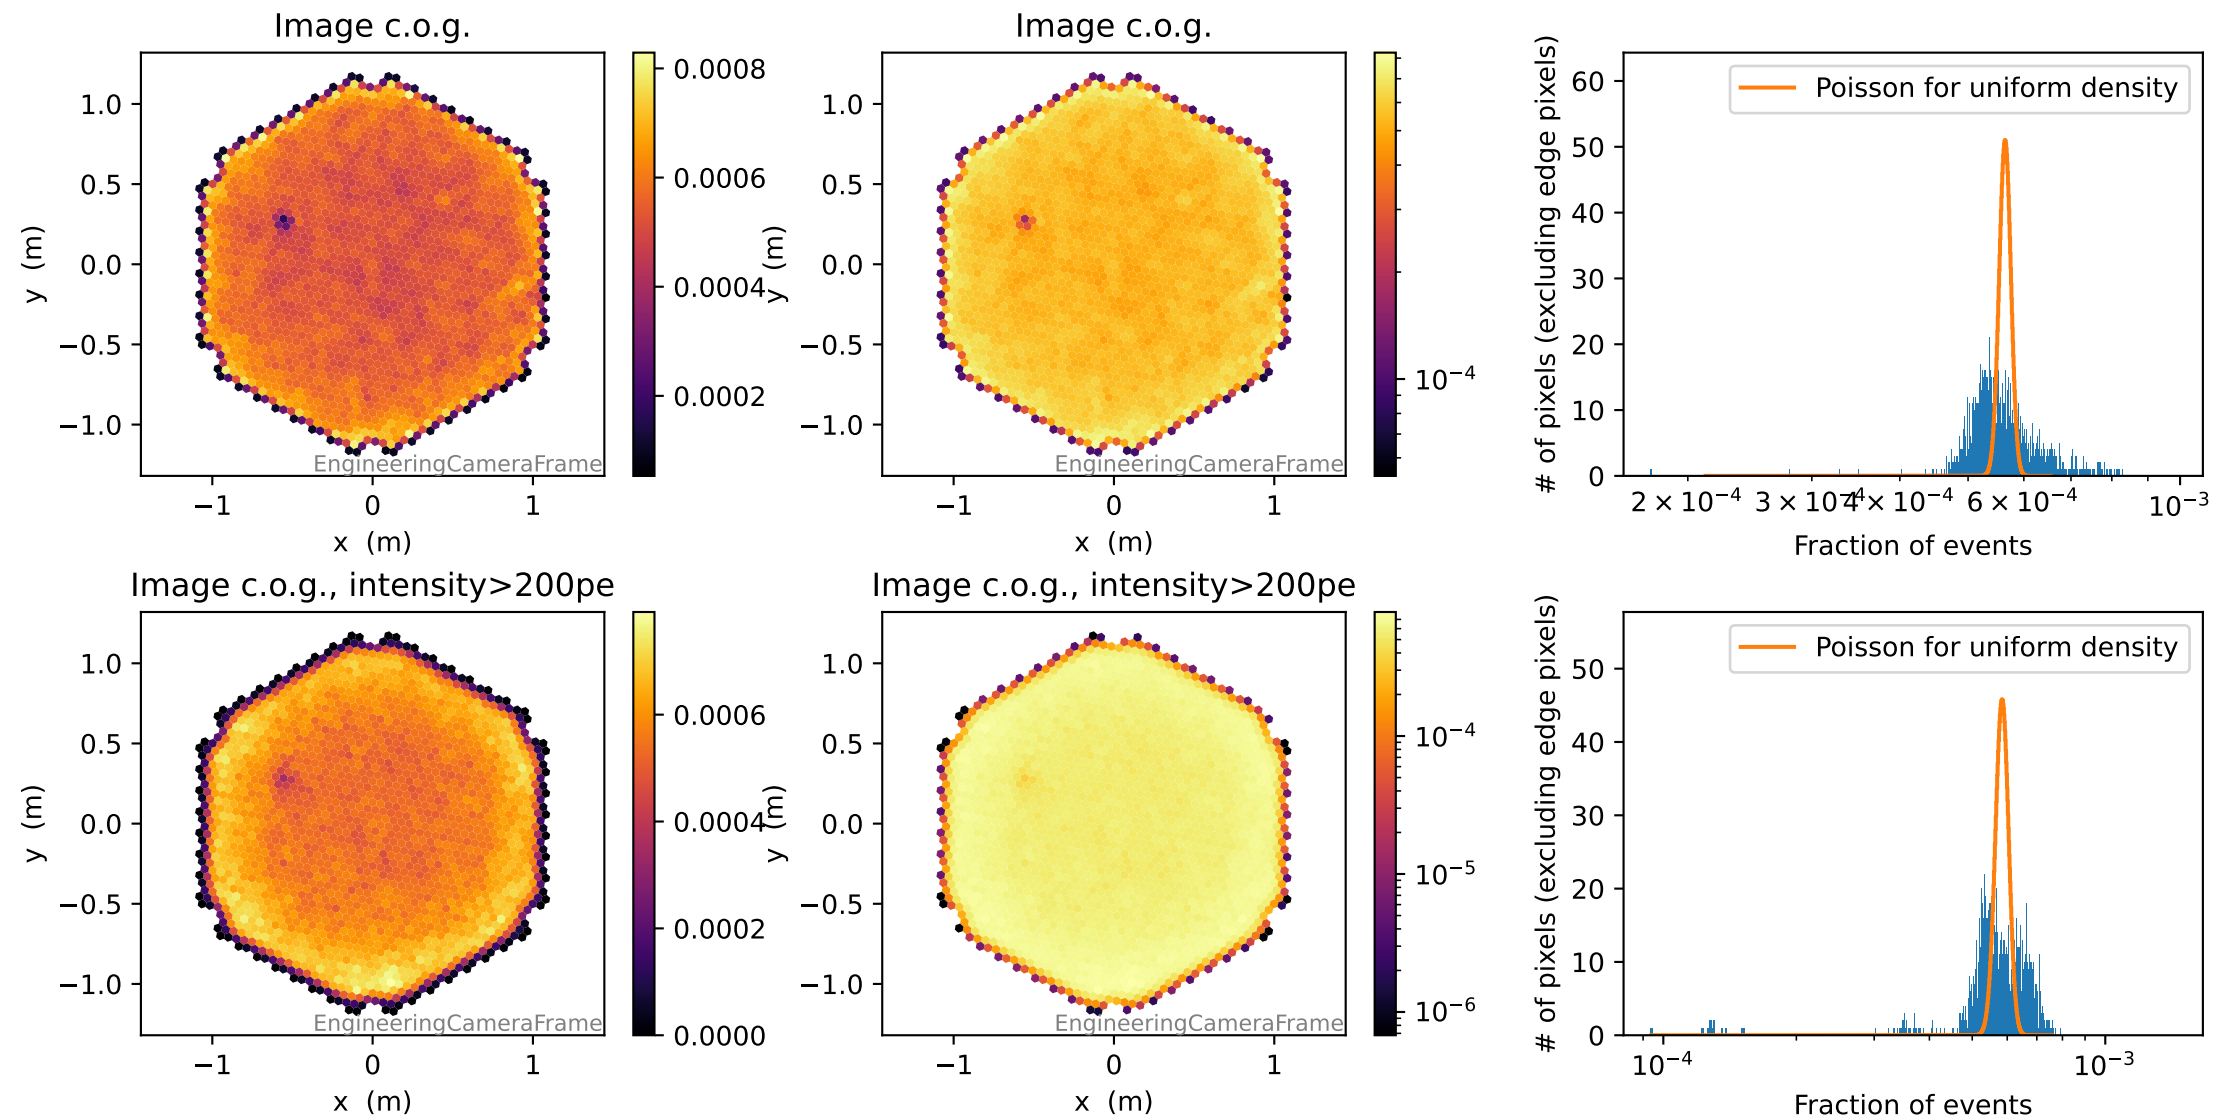 Image c.o.g.
1.0
0.5
0.0
−0.5
−1.0
y (m)
−1
0
1
x (m)
EngineeringCameraFrame
0.0008
0.0006
0.0004
0.0002
Image c.o.g.
1.0
0.5
0.0
−0.5
−1.0
y (m)
−1
0
1
x (m)
EngineeringCameraFrame
10⁻⁴
# of pixels (excluding edge pixels)
60
50
40
30
20
10
0
Poisson for uniform density
2 × 10⁻⁴
3 × 10⁻⁴
4 × 10⁻⁴
6 × 10⁻⁴
10⁻³
Fraction of events
Image c.o.g., intensity>200pe
1.0
0.5
0.0
−0.5
−1.0
y (m)
−1
0
1
x (m)
EngineeringCameraFrame
0.0006
0.0004
0.0002
0.0000
Image c.o.g., intensity>200pe
1.0
0.5
0.0
−0.5
−1.0
y (m)
−1
0
1
x (m)
EngineeringCameraFrame
10⁻⁴
10⁻⁵
10⁻⁶
# of pixels (excluding edge pixels)
50
40
30
20
10
0
Poisson for uniform density
10⁻⁴
10⁻³
Fraction of events